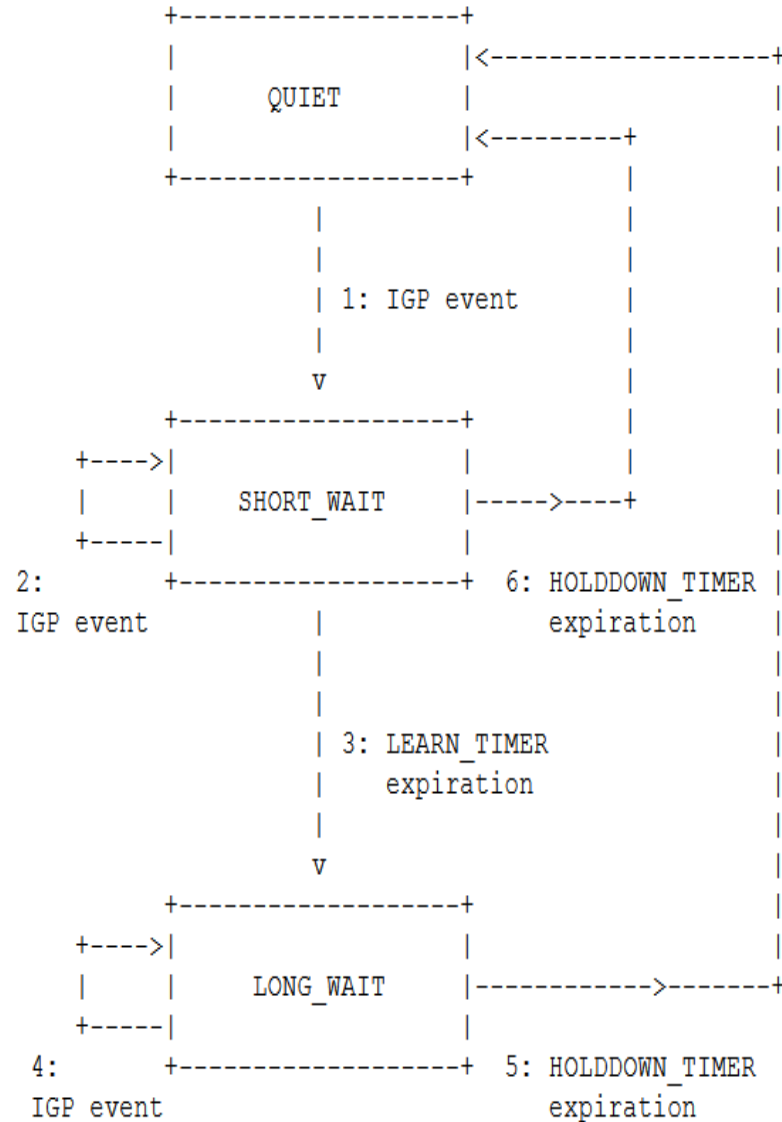 QUIET
1: IGP event
SHORT_WAIT
2:
IGP event
6: HOLDDOWN_TIMER
expiration
3: LEARN_TIMER
expiration
LONG_WAIT
4:
IGP event
5: HOLDDOWN_TIMER
expiration